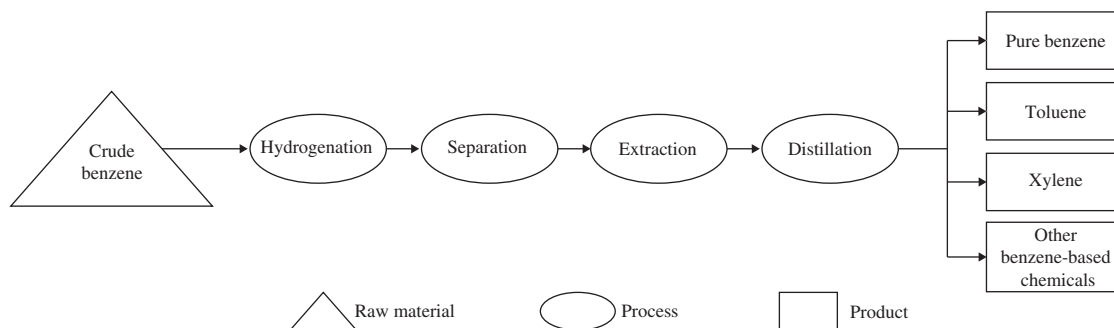 Crude
benzene
Hydrogenation
Separation
Extraction
Distillation
Pure benzene
Toluene
Xylene
Other
benzene-based
chemicals
Raw material
Process
Product